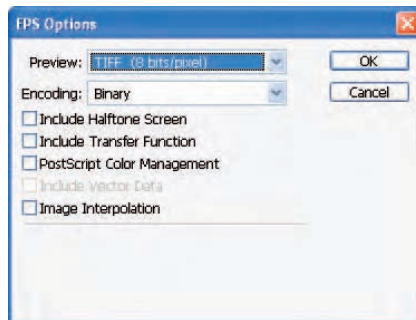 EPS Options
Preview: TIFF (8 bits/pixel)
OK
Encoding: Binary
Cancel
Include Halftone Screen
Include Transfer Function
PostScript Color Management
Include Vector Data
Image Interpolation